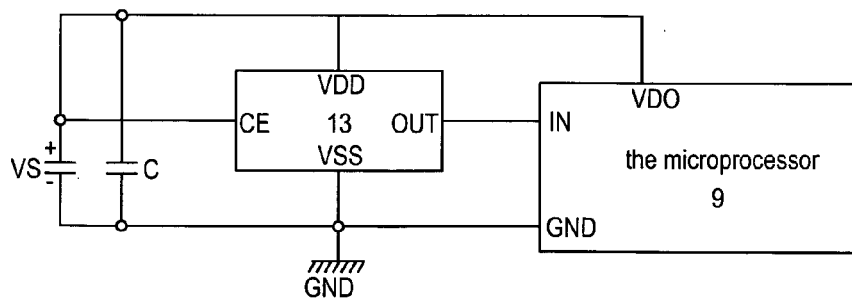 VDD
VDO
CE
13
OUT
IN
VSS
the microprocessor
9
+
VS
-
C
GND
GND